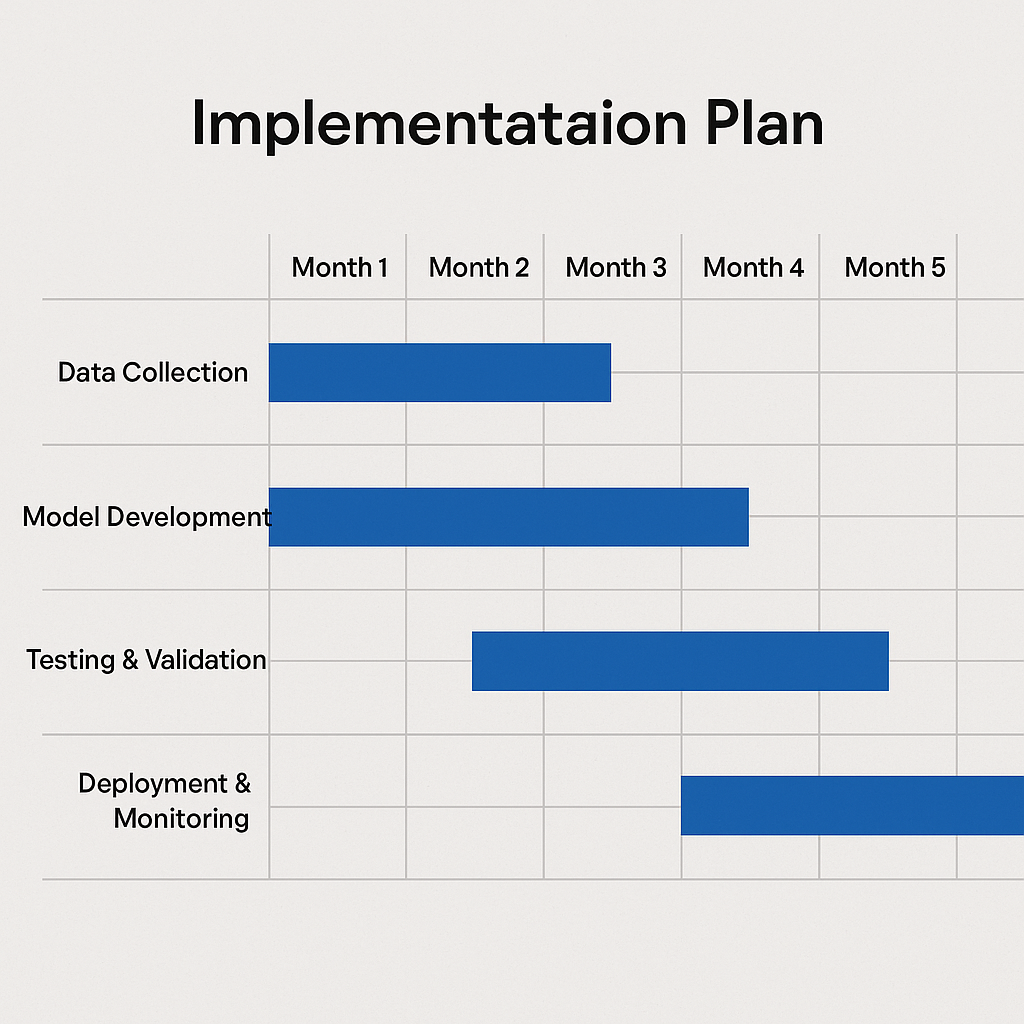 Implementataion Plan
Month 1 Month 2 Month 3 Month 4 Month 5
Data Collection
Model Development
Testing & Validation
Deployment &
Monitoring